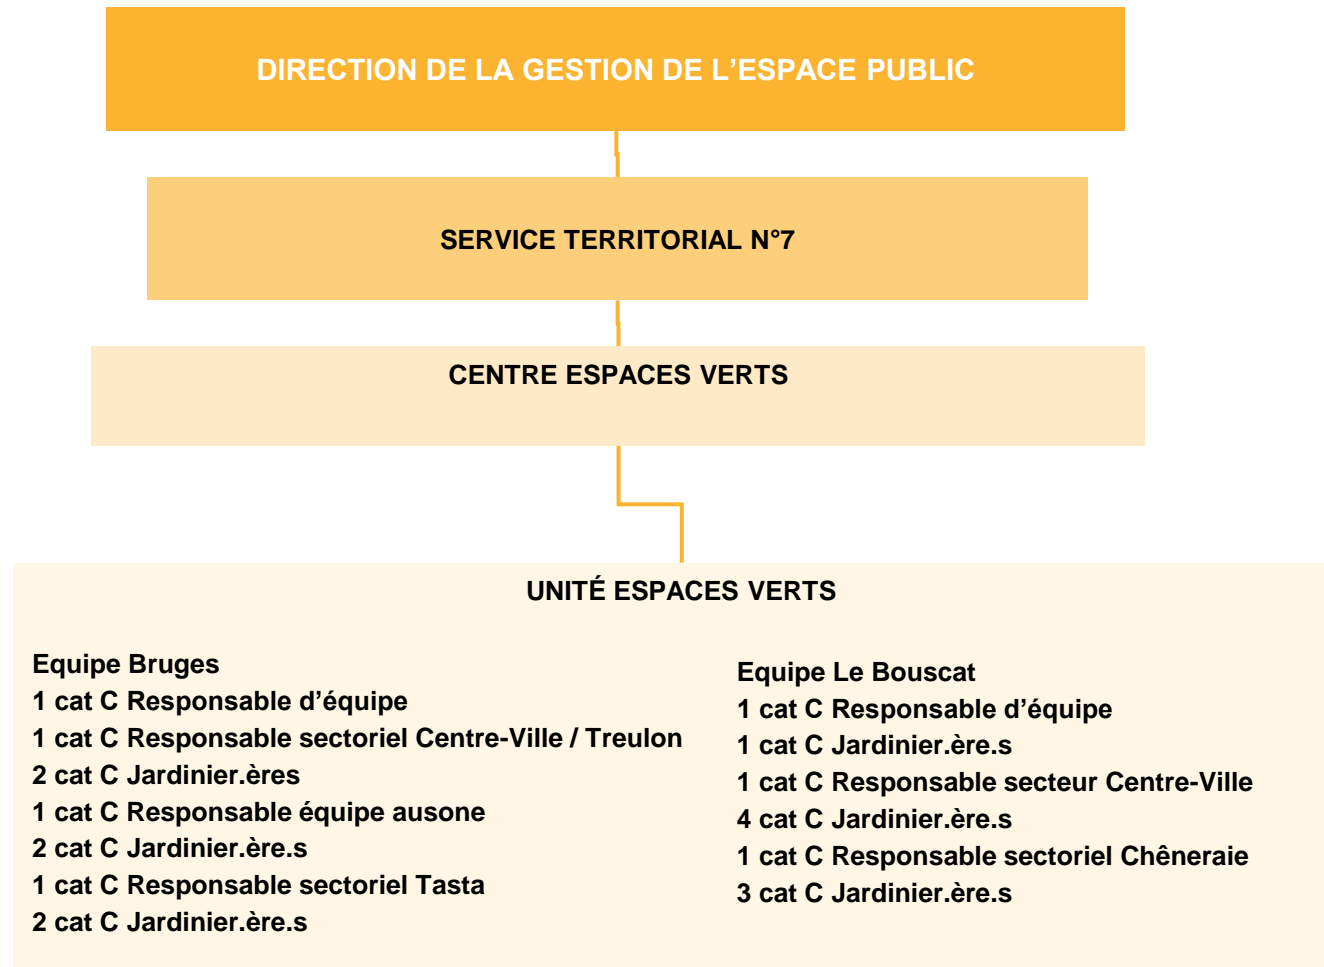 DIRECTION DE LA GESTION DE L’ESPACE PUBLIC
SERVICE TERRITORIAL N°7
CENTRE ESPACES VERTS
UNITÉ ESPACES VERTS
Equipe Bruges
1 cat C Responsable d’équipe
1 cat C Responsable sectoriel Centre-Ville / Treulon
2 cat C Jardinier.ères
1 cat C Responsable équipe ausone
2 cat C Jardinier.ère.s
1 cat C Responsable sectoriel Tasta
2 cat C Jardinier.ère.s
Equipe Le Bouscat
1 cat C Responsable d’équipe
1 cat C Jardinier.ère.s
1 cat C Responsable secteur Centre-Ville
4 cat C Jardinier.ère.s
1 cat C Responsable sectoriel Chêneraie
3 cat C Jardinier.ère.s